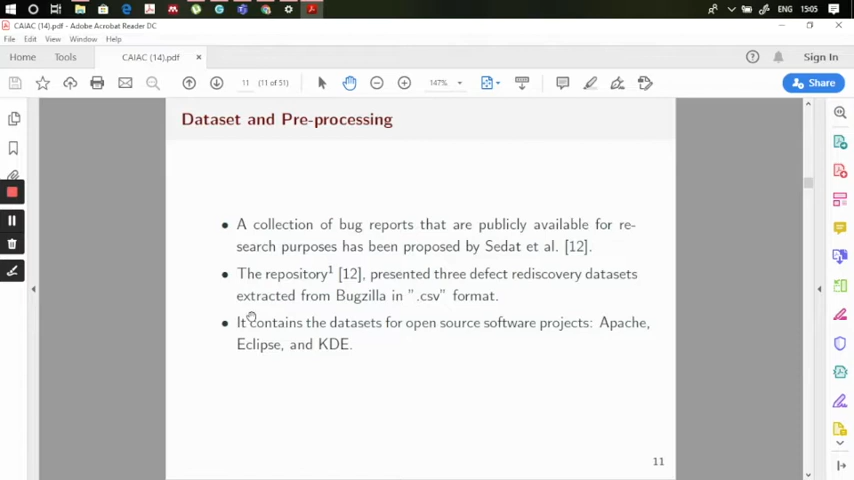 ENG 15:05
CAIAC (14).pdf - Adobe Acrobat Reader DC
File Edit View Window Help
Home Tools CAIAC (14).pdf × Sign In
11 (11 of 51) 147% Share
Dataset and Pre-processing
• A collection of bug reports that are publicly available for re-
search purposes has been proposed by Sedat et al. [12].
• The repository1 [12], presented three defect rediscovery datasets
extracted from Bugzilla in ".csv" format.
• It contains the datasets for open source software projects: Apache,
Eclipse, and KDE.
11